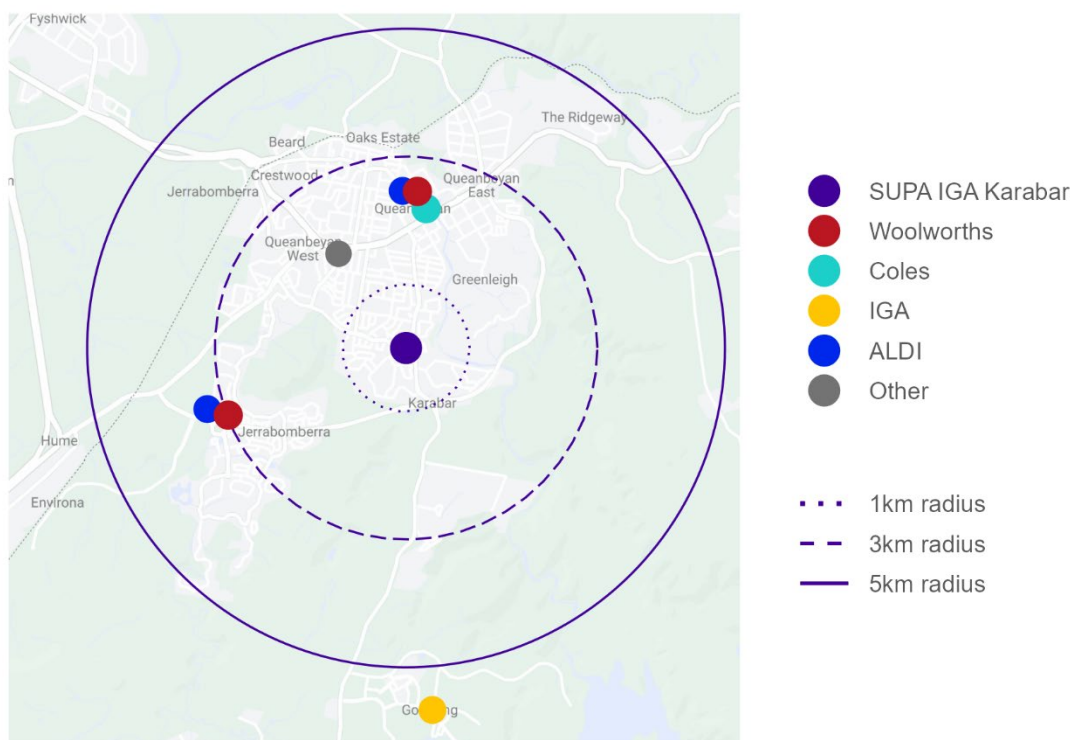 Fyshwick
The Ridgeway
Oaks Estate
Beard
Crestwood
Queanbeyan
East
Jerrabomberra
Queanbeyan
West
Greenleigh
Karabar
Jerrabomberra
Hume
Environa
SUPA IGA Karabar
Woolworths
Coles
IGA
ALDI
Other
1km radius
3km radius
5km radius